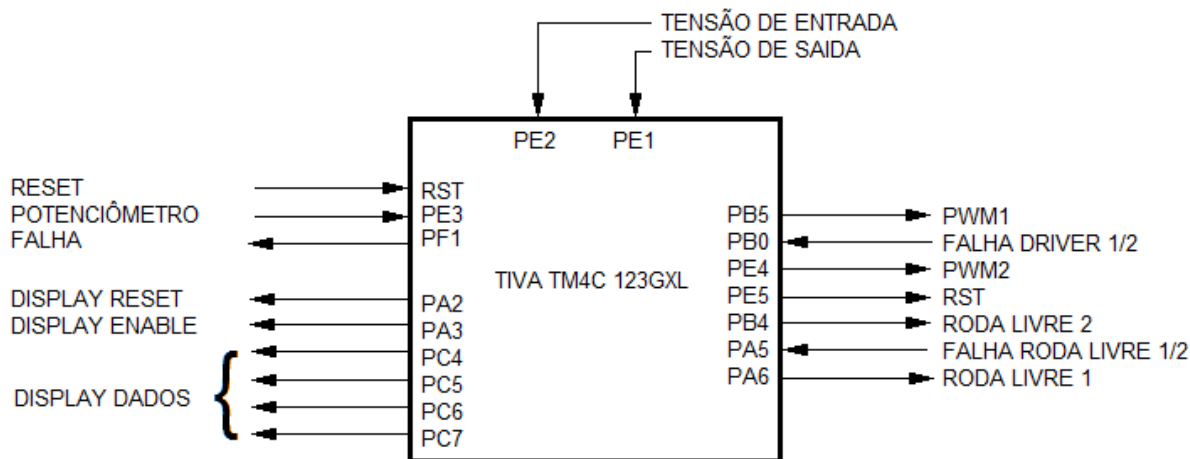 TENSÃO DE ENTRADA
TENSÃO DE SAIDA
PE2 PE1
RESET
POTENCIÔMETRO
FALHA
RST
PE3
PF1
DISPLAY RESET
DISPLAY ENABLE
DISPLAY DADOS
PA2
PA3
PC4
PC5
PC6
PC7
TIVA TM4C 123GXL
PB5
PB0
PE4
PE5
PB4
PA5
PA6
PWM1
FALHA DRIVER 1/2
PWM2
RST
RODA LIVRE 2
FALHA RODA LIVRE 1/2
RODA LIVRE 1